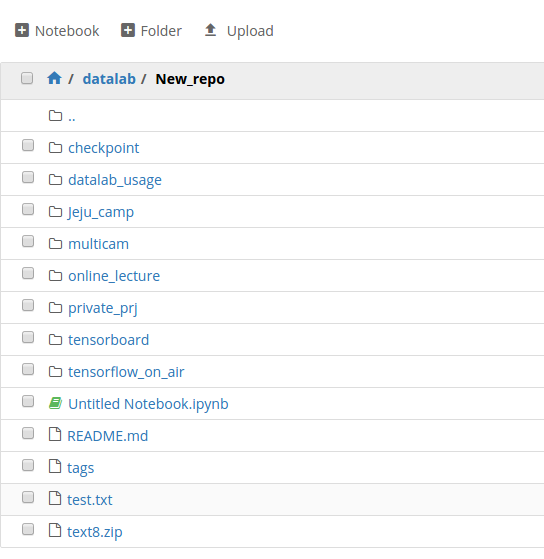 Notebook Folder Upload
/ datalab / New_repo
..
checkpoint
datalab_usage
Jeju_camp
multicam
online_lecture
private_prj
tensorboard
tensorflow_on_air
Untitled Notebook.ipynb
README.md
tags
test.txt
text8.zip